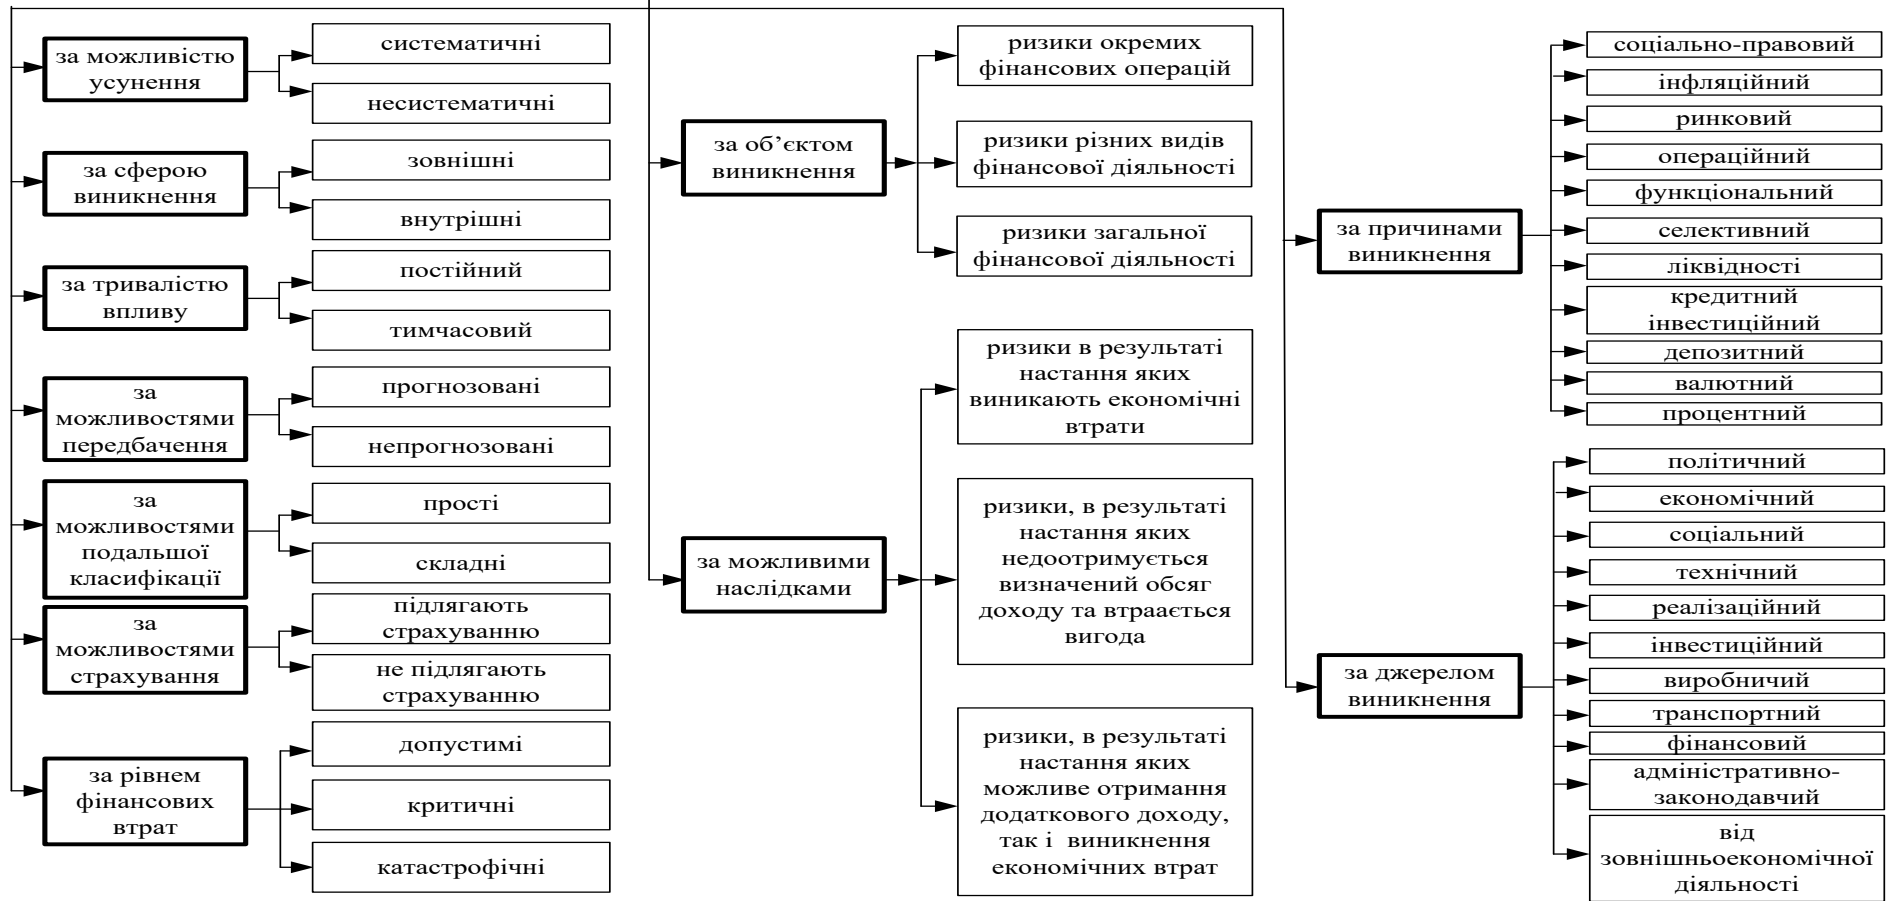 за можливістю
усунення
систематичні
несистематичні
за сферою
виникнення
зовнішні
внутрішні
за тривалістю
впливу
постійний
тимчасовий
за
можливостями
передбачення
прогнозовані
непрогнозовані
за
можливостями
подальшої
класифікації
прості
складні
за
можливостями
страхування
підлягають
страхуванню
не підлягають
страхуванню
за рівнем
фінансових
втрат
допустимі
критичні
катастрофічні
за об’єктом
виникнення
ризики окремих
фінансових операцій
ризики різних видів
фінансової діяльності
ризики загальної
фінансової діяльності
за можливими
наслідками
ризики в результаті
настання яких
виникають економічні
втрати
ризики, в результаті
настання яких
недоотримується
визначений обсяг
доходу та втраається
вигода
ризики, в результаті
настання яких
можливе отримання
додаткового доходу,
так і виникнення
економічних втрат
за причинами
виникнення
соціально-правовий
інфляційний
ринковий
операційний
функціональний
селективний
ліквідності
кредитний
інвестиційний
депозитний
валютний
процентний
за джерелом
виникнення
політичний
економічний
соціальний
технічний
реалізаційний
інвестиційний
виробничий
транспортний
фінансовий
адміністративно-
законодавчий
від
зовнішньоекономічної
діяльності